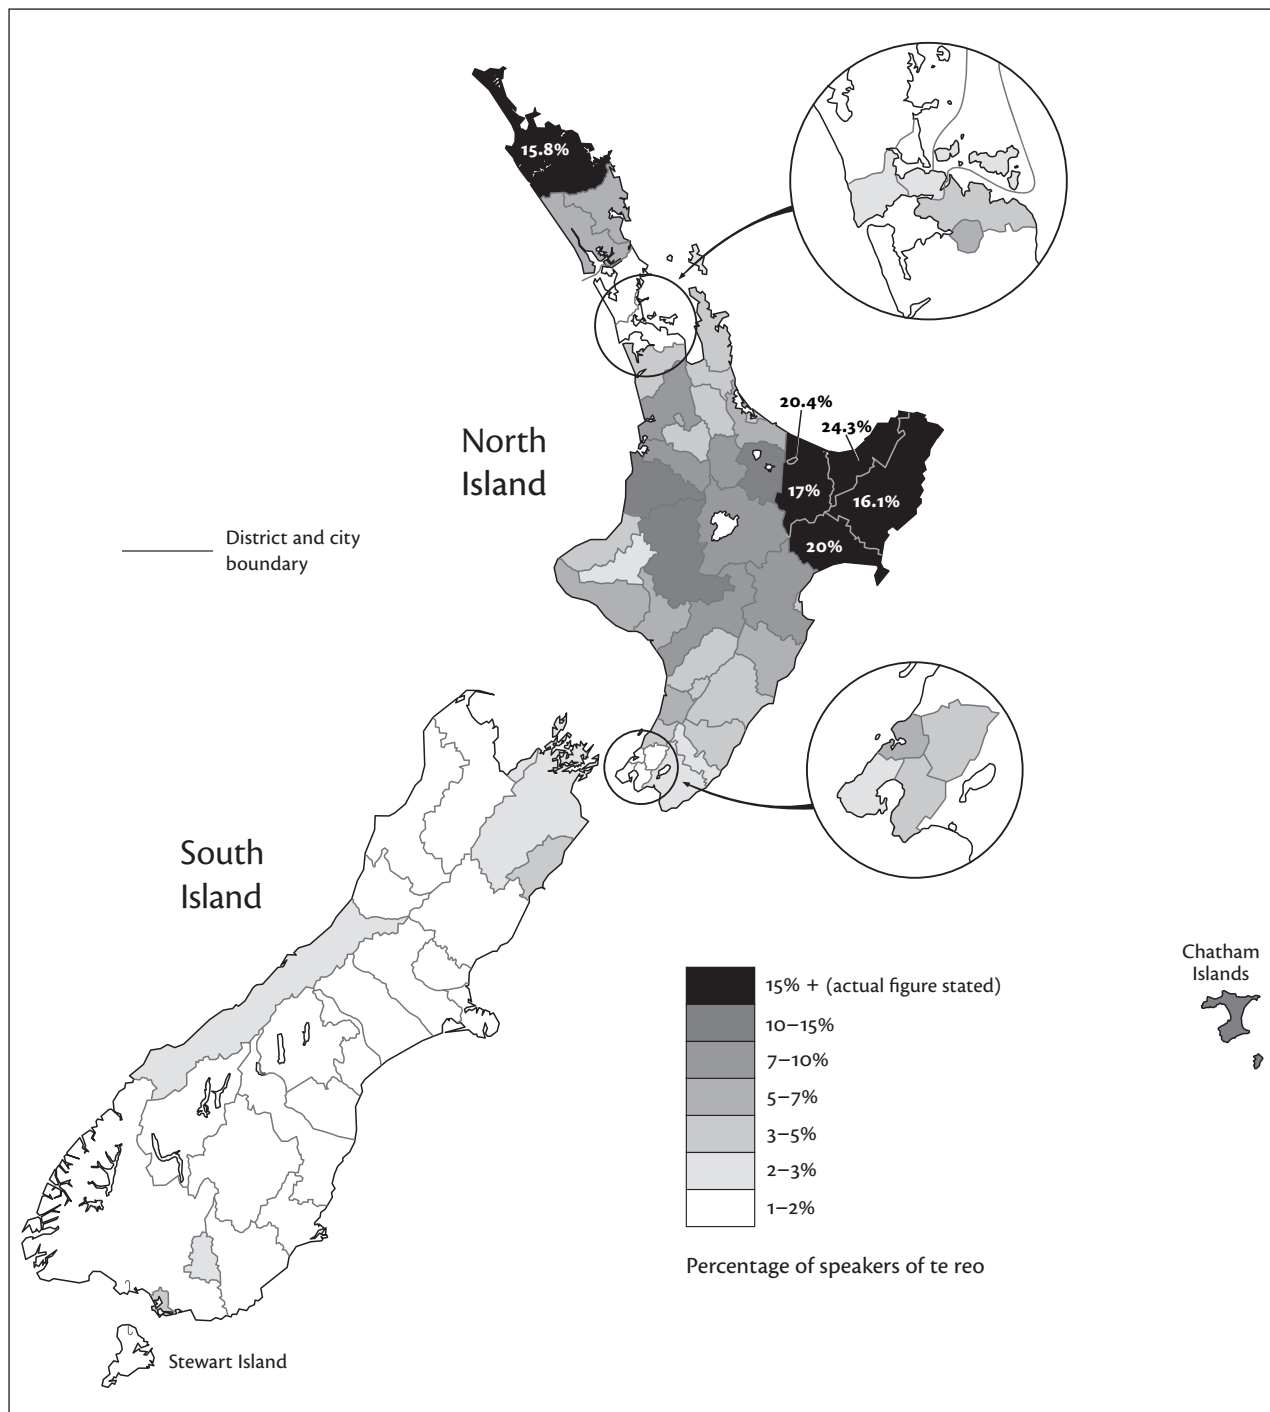 15.8%
North
Island
20.4%
24.3%
17%
16.1%
20%
District and city
boundary
South
Island
Chatham
Islands
15% + (actual figure stated)
10–15%
7–10%
5–7%
3–5%
2–3%
1–2%
Percentage of speakers of te reo
Stewart Island